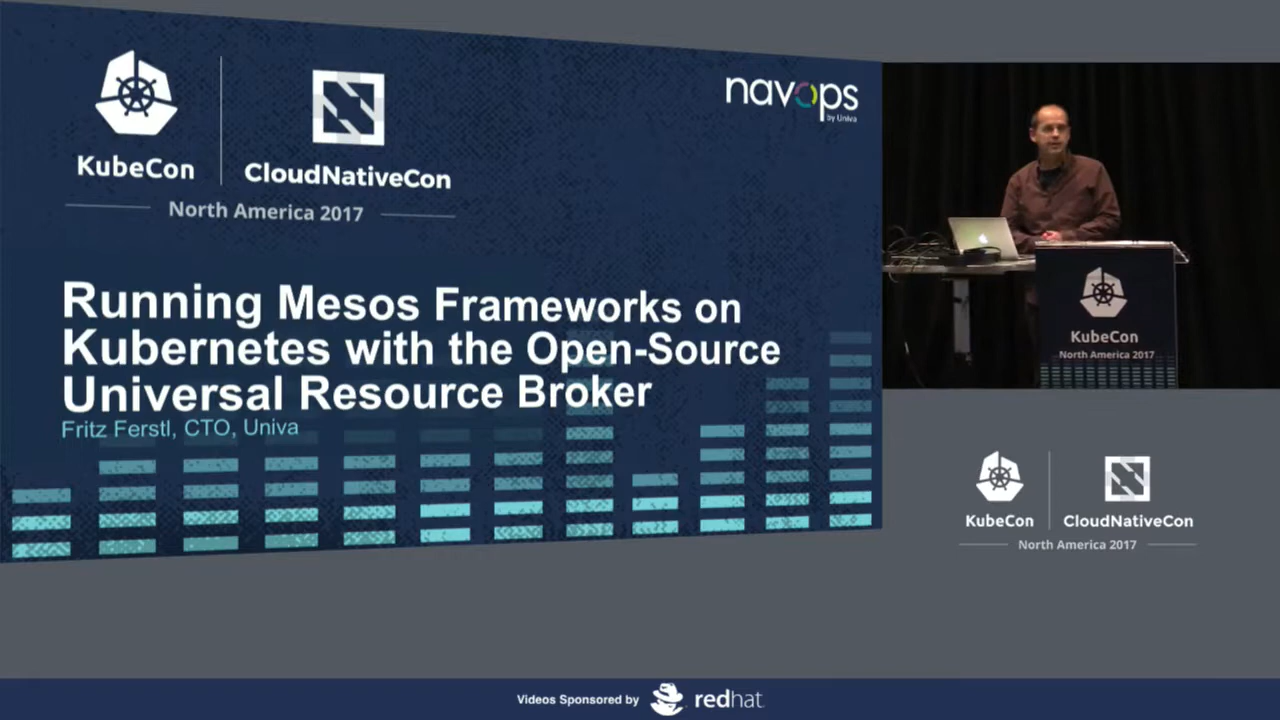 KubeCon
CloudNativeCon
North America 2017
navops
by Univa
Running Mesos Frameworks on
Kubernetes with the Open-Source
Universal Resource Broker
Fritz Ferstl, CTO, Univa
KubeCon
North America 2017
KubeCon
CloudNativeCon
North America 2017
Videos Sponsored by
redhat